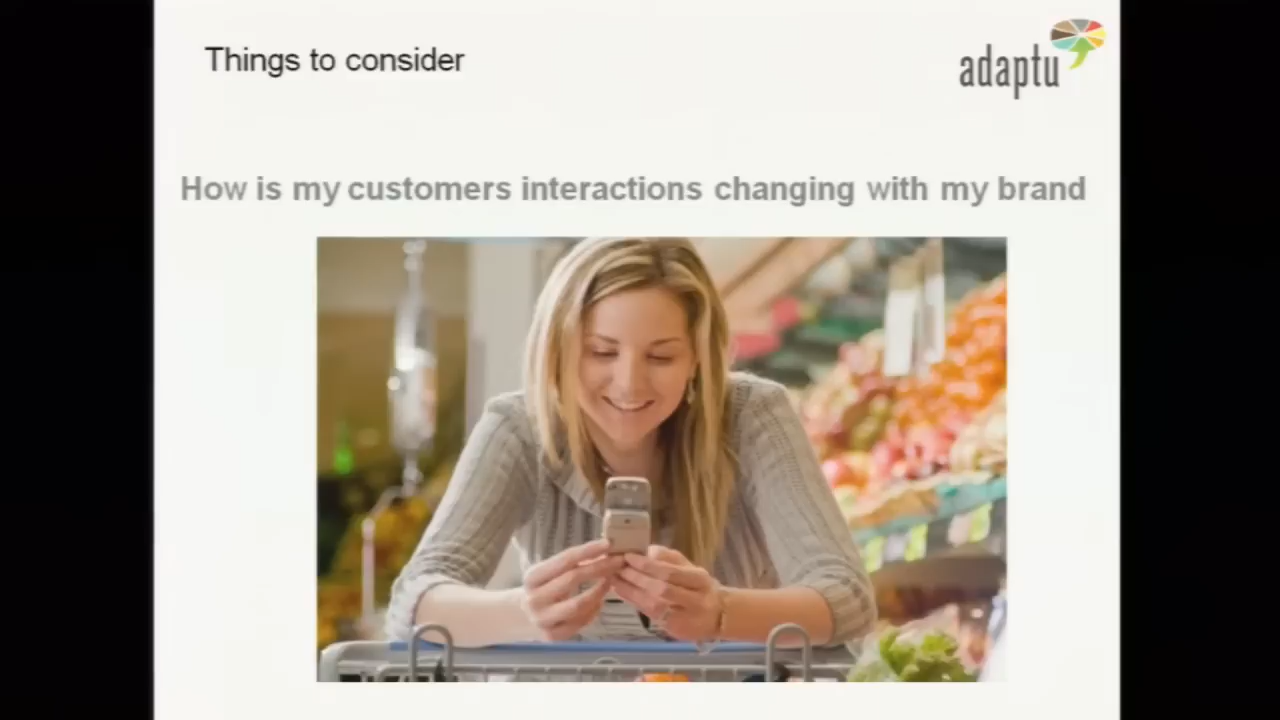 Things to consider
adaptu
How is my customers interactions changing with my brand